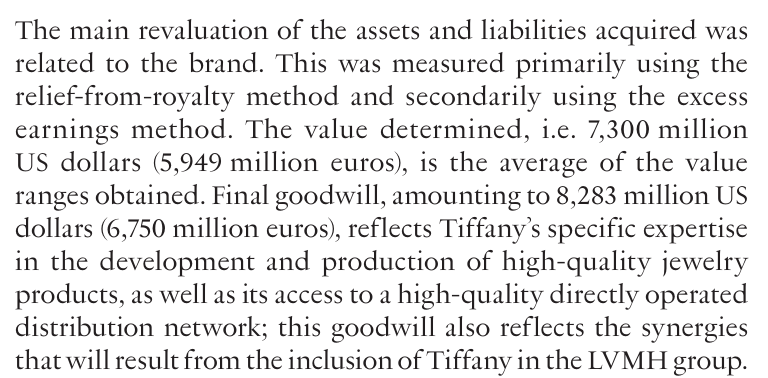 The main revaluation of the assets and liabilities acquired was
related to the brand. This was measured primarily using the
relief-from-royalty method and secondarily using the excess
earnings method. The value determined, i.e. 7,300 million
US dollars (5,949 million euros), is the average of the value
ranges obtained. Final goodwill, amounting to 8,283 million US
dollars (6,750 million euros), reflects Tiffany’s specific expertise
in the development and production of high-quality jewelry
products, as well as its access to a high-quality directly operated
distribution network; this goodwill also reflects the synergies
that will result from the inclusion of Tiffany in the LVMH group.